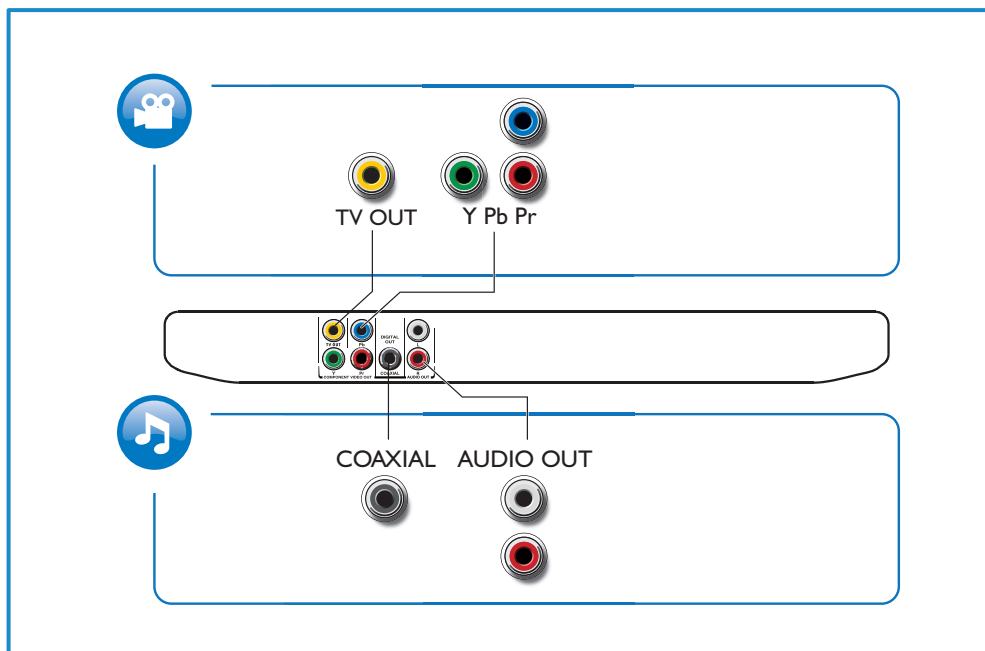 TV OUT
Y Pb Pr
DIGITAL
OUT
TV OUT
Pb
L
Y
Pr
COAXIAL
R
COMPONENT VIDEO OUT
AUDIO OUT
COAXIAL
AUDIO OUT